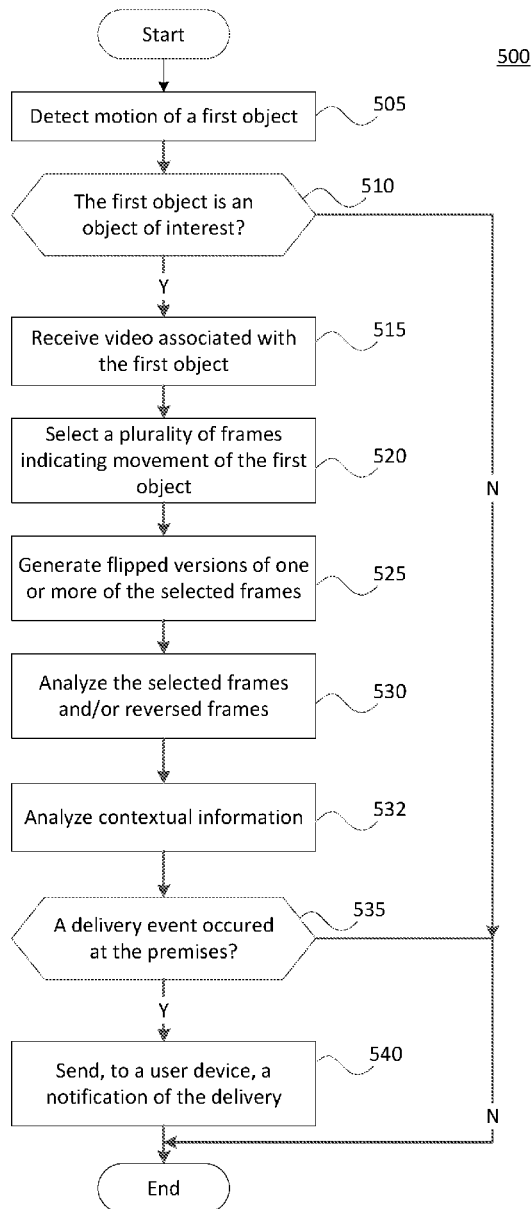 Start
500
Detect motion of a first object
505
The first object is an
object of interest?
510
Y
Receive video associated with
the first object
515
Select a plurality of frames
indicating movement of the first
object
520
N
Generate flipped versions of one
or more of the selected frames
525
Analyze the selected frames
and/or reversed frames
530
Analyze contextual information
532
A delivery event occured
at the premises?
535
Y
Send, to a user device, a
notification of the delivery
540
N
End